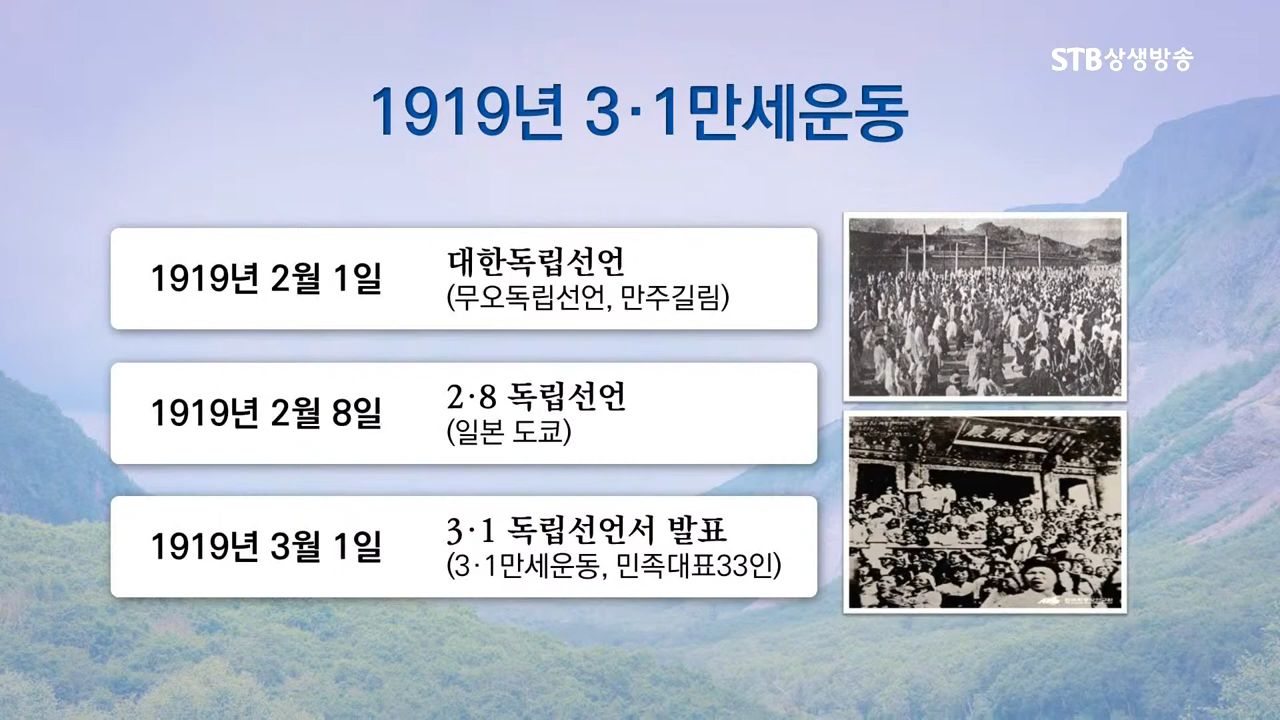 STB상생방송
1919년 3·1만세운동
1919년 2월 1일
대한독립선언
(무오독립선언, 만주길림)
1919년 2월 8일
2·8 독립선언
(일본 도쿄)
1919년 3월 1일
3·1 독립선언서 발표
(3·1만세운동, 민족대표33인)